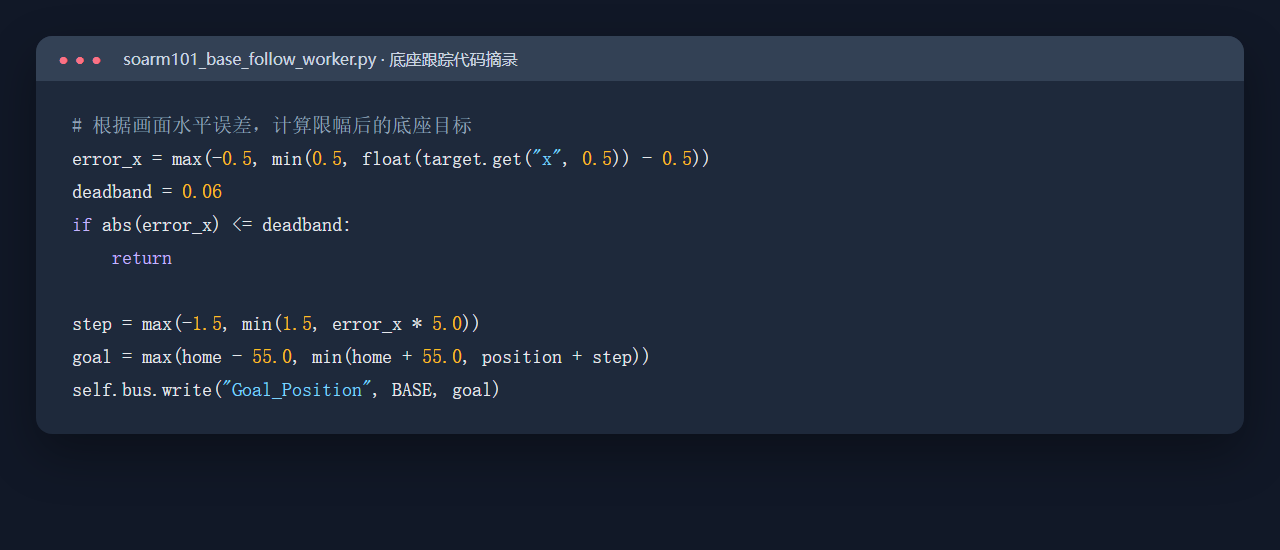 soarm101_base_follow_worker.py · 底座跟踪代码摘录
# 根据画面水平误差，计算限幅后的底座目标
error_x = max(-0.5, min(0.5, float(target.get("x", 0.5)) - 0.5))
deadband = 0.06
if abs(error_x) <= deadband:
    return
step = max(-1.5, min(1.5, error_x * 5.0))
goal = max(home - 55.0, min(home + 55.0, position + step))
self.bus.write("Goal_Position", BASE, goal)